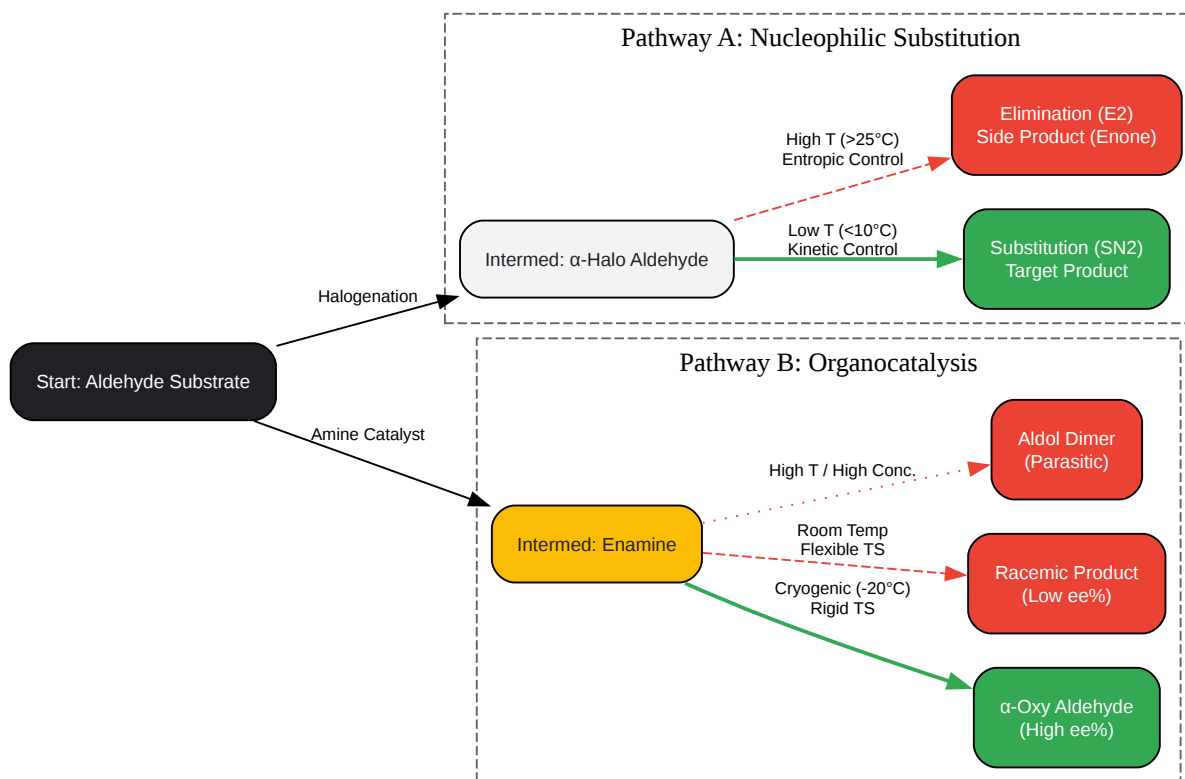 Pathway A: Nucleophilic Substitution
Elimination (E2)
Side Product (Enone)
High T (>25°C)
Entropic Control
Low T (<10°C)
Kinetic Control
Substitution (SN2)
Target Product
Intermed: α-Halo Aldehyde
Halogenation
Start: Aldehyde Substrate
Amine Catalyst
Pathway B: Organocatalysis
Aldol Dimer
(Parasitic)
High T / High Conc.
Intermed: Enamine
Room Temp
Flexible TS
Racemic Product
(Low ee%)
Cryogenic (-20°C)
Rigid TS
α-Oxy Aldehyde
(High ee%)